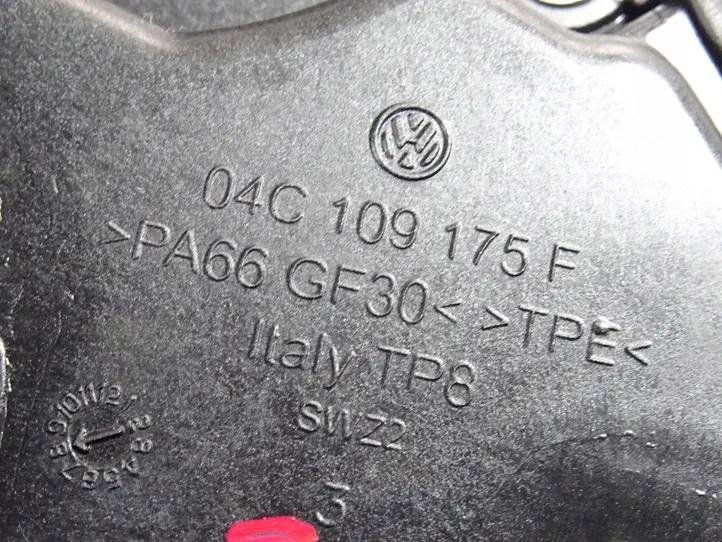 04C 109 175 F
>PA66 GF30< >TPE<
Italy TP8
SWZ2
3